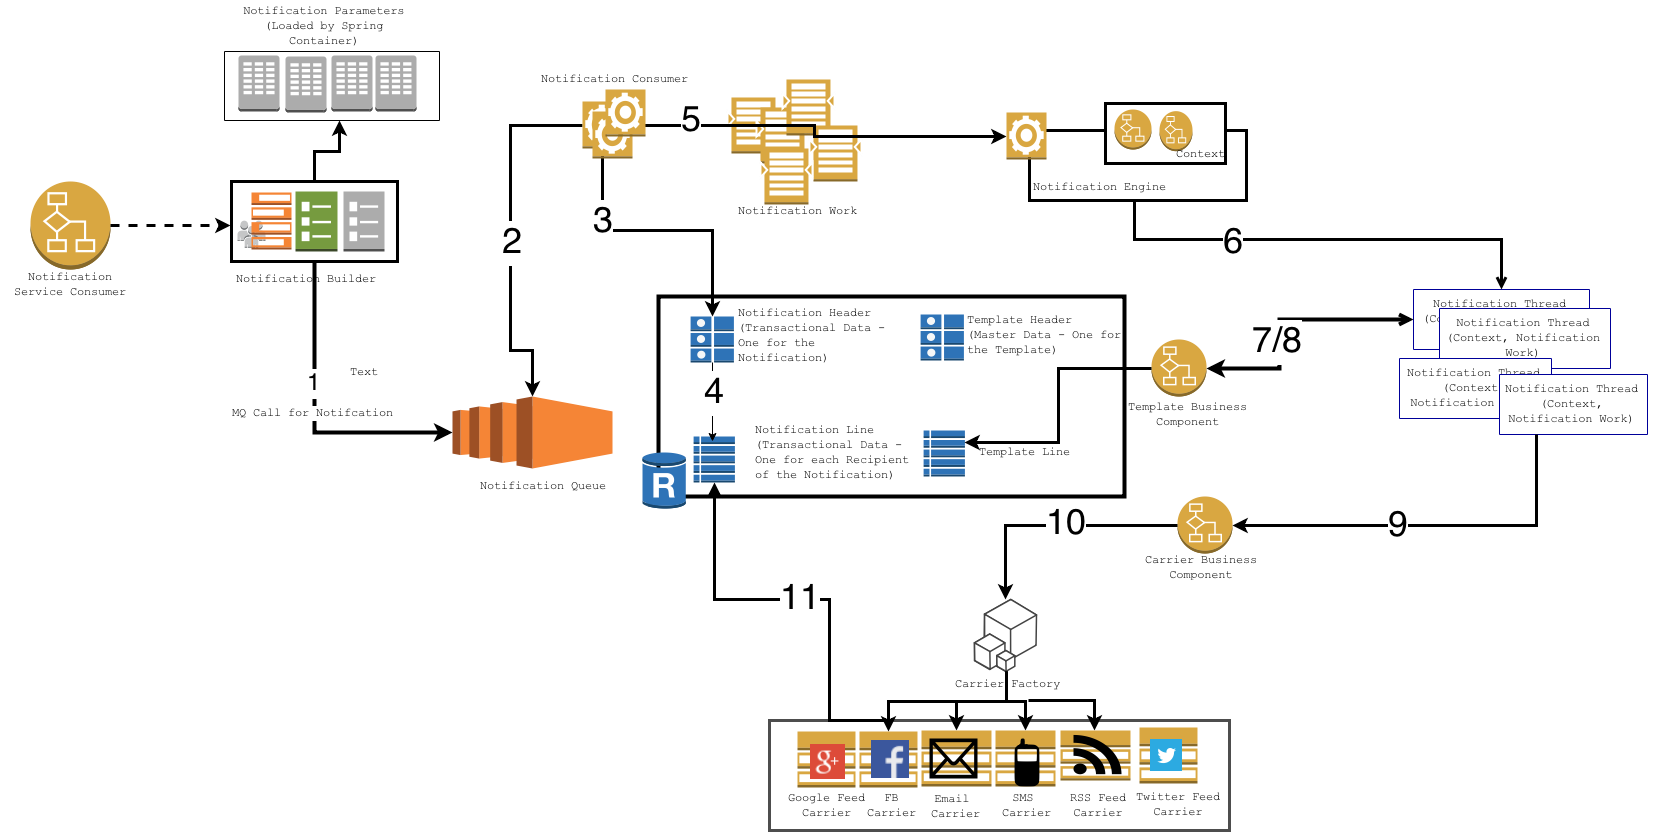 Notification Parameters
(Loaded by Spring
Container)
Notification Consumer
5
Context
Notification Engine
Notification Work
3
2
6
Notification
Service Consumer
Notification Builder
Notification Header
(Transactional Data -
One for the
Notification)
Template Header
(Master Data - One for
the Template)
Notification Thread
(Co
Notification Thread
(Context, Notification
Work)
7/8
1
Text
4
Notification Thread
(Context
Notification
Notification Thread
(Context,
Notification Work)
MQ Call for Notifcation
Template Business
Component
Notification Line
(Transactional Data -
One for each Recipient
of the Notification)
Template Line
R
Notification Queue
10
9
Carrier Business
Component
11
Carrier Factory
g+
f
Google Feed
Carrier
FB
Carrier
Email
Carrier
SMS
Carrier
RSS Feed
Carrier
Twitter Feed
Carrier